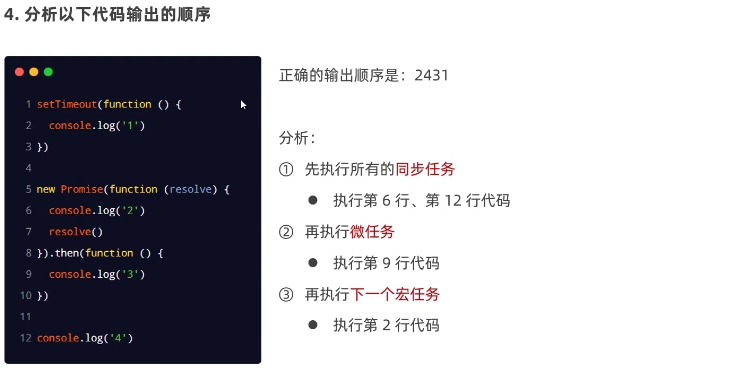 4. 分析以下代码输出的顺序
1 setTimeout(function () {
2 console.log('1')
3 })
4
5 new Promise(function (resolve) {
6 console.log('2')
7 resolve()
8 }).then(function () {
9 console.log('3')
10 })
11
12 console.log('4')
正确的输出顺序是：2431
分析：
① 先执行所有的同步任务
● 执行第 6 行、第 12 行代码
② 再执行微任务
● 执行第 9 行代码
③ 再执行下一个宏任务
● 执行第 2 行代码